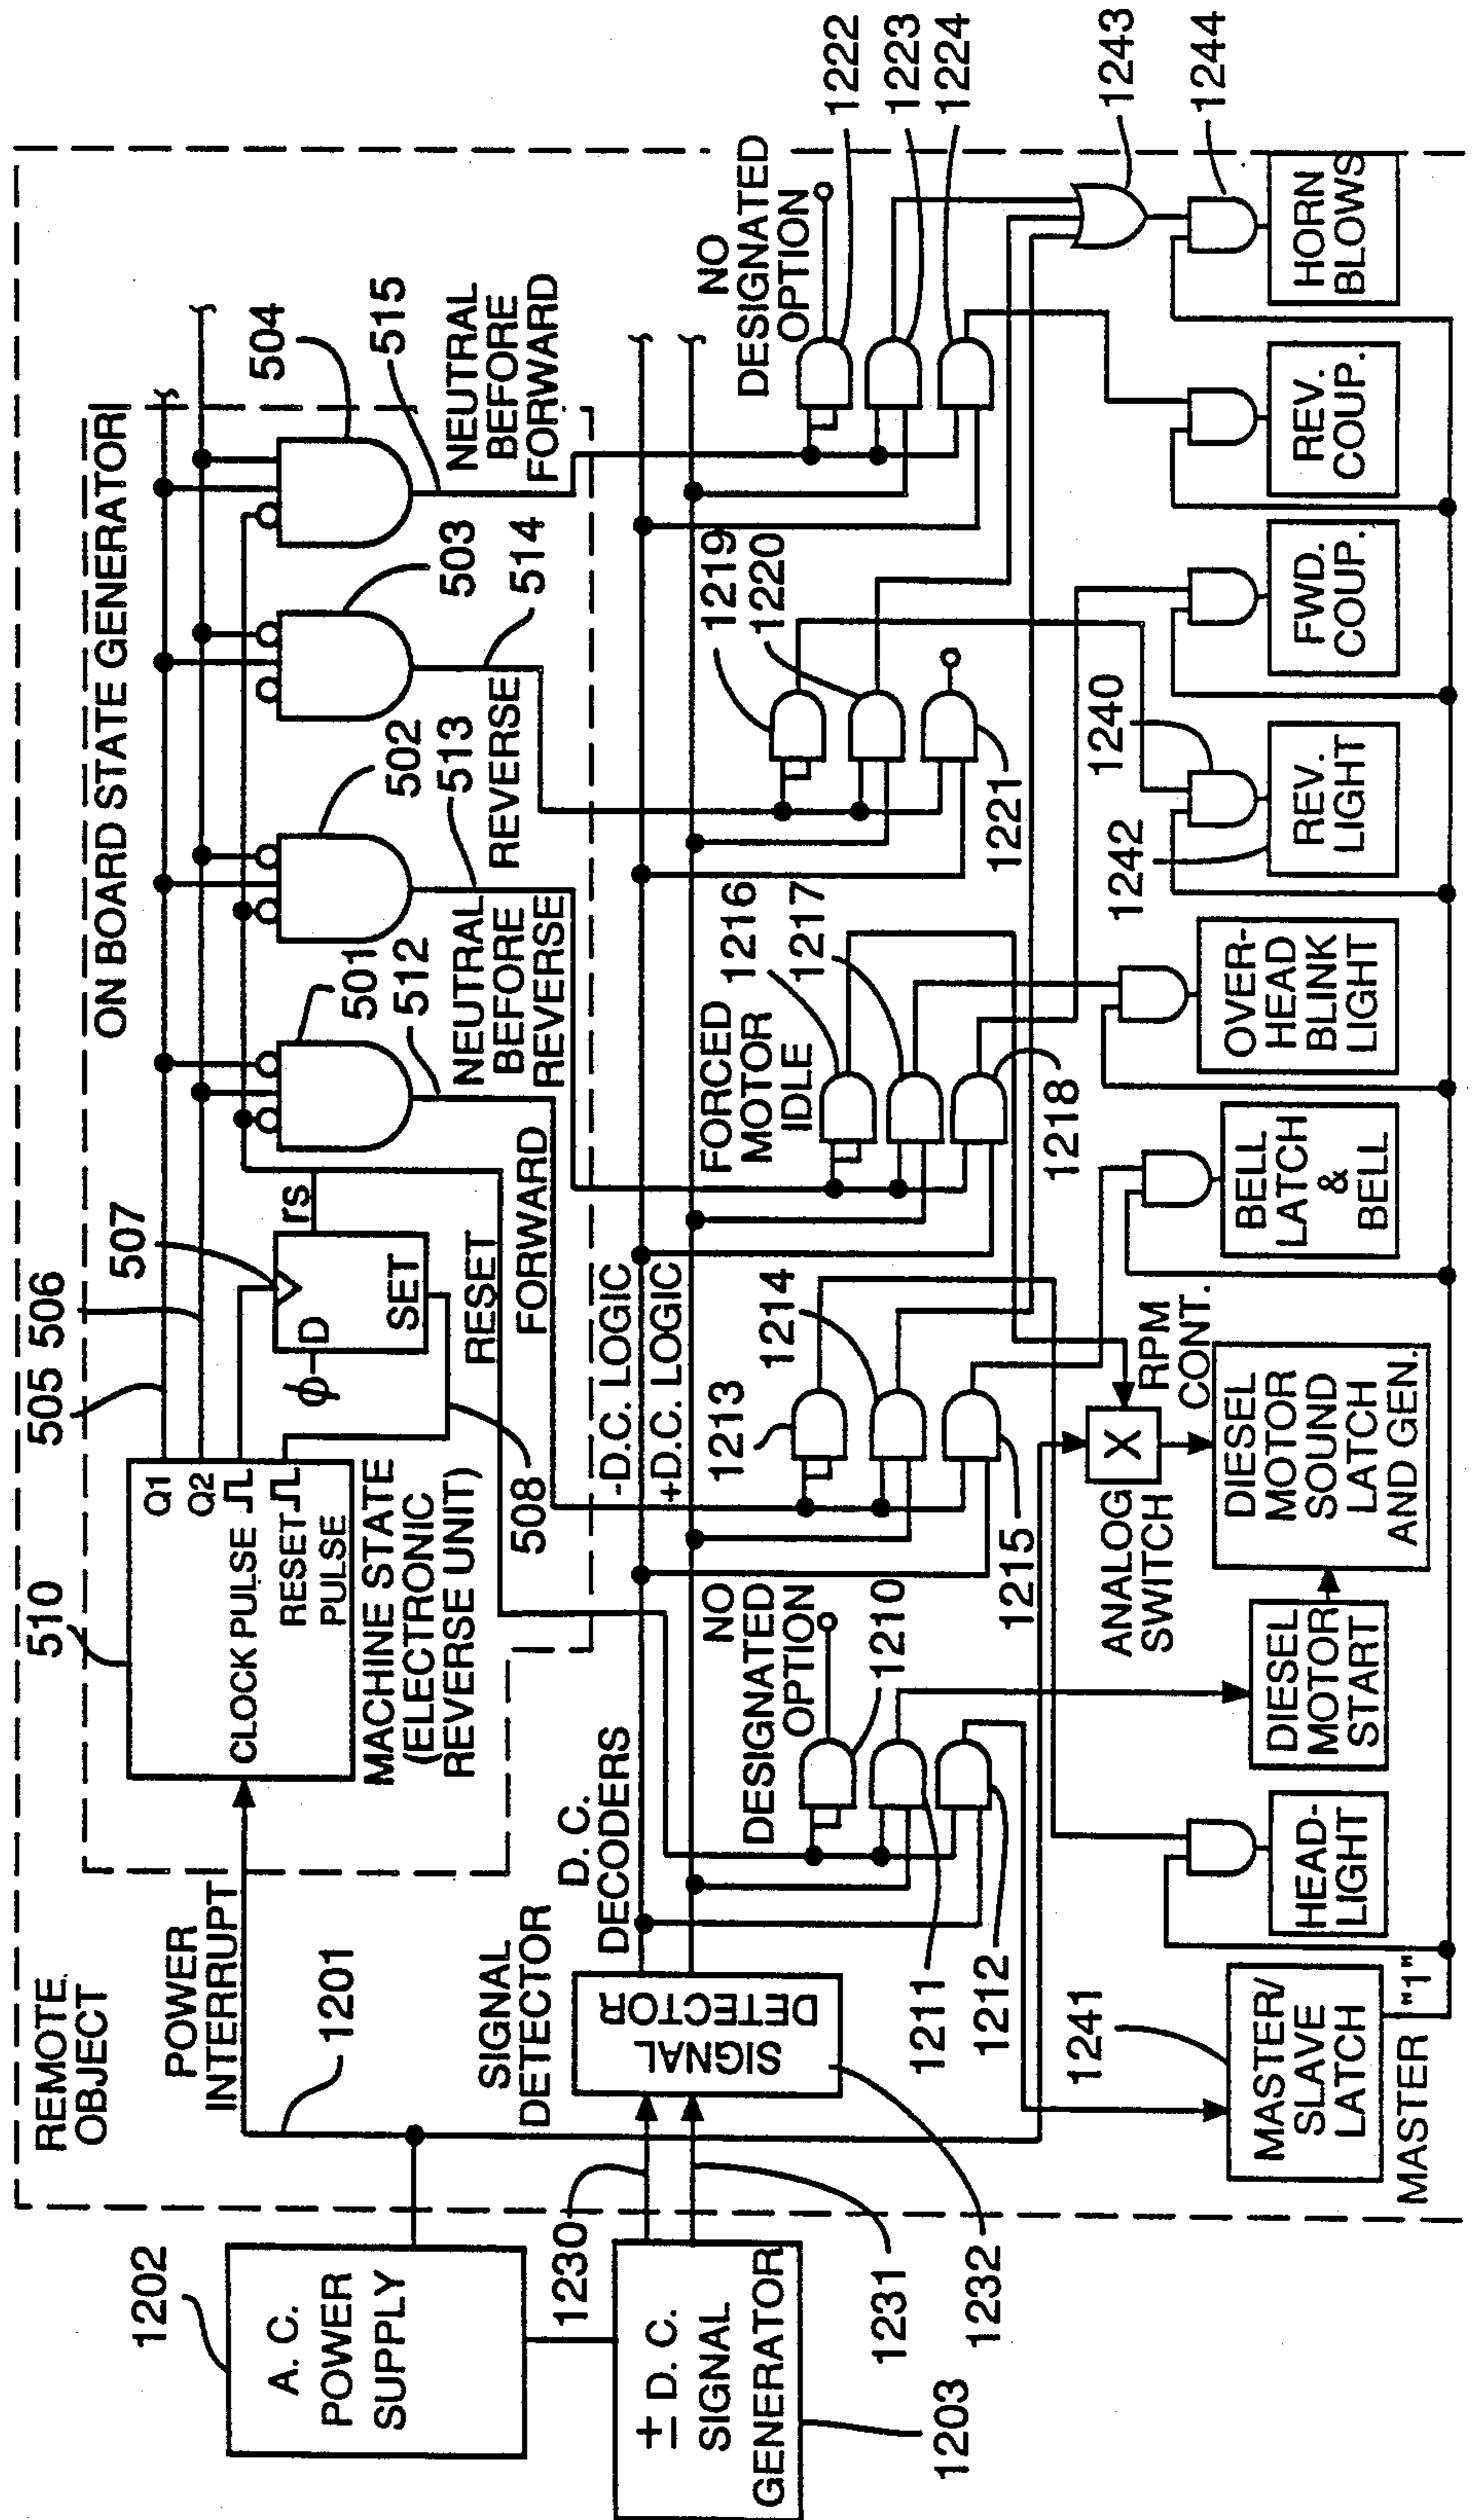 REMOTE
OBJECT
ON BOARD STATE GENERATOR
1202
A. C.
POWER
SUPPLY
± D. C.
SIGNAL
GENERATOR
1203
1230
1231
1232
POWER
INTERRUPT
1201
SIGNAL
DETECTOR
SIGNAL
DETECTOR
D. C.
DECODERS
510
505
506
507
Q1
Q2
CLOCK PULSE
RESET
PULSE
MACHINE STATE
(ELECTRONIC
REVERSE UNIT)
508
ϕ
D
SET
rs
RESET
FORWARD
501
512
NEUTRAL
BEFORE
REVERSE
502
513
REVERSE
503
514
504
515
NEUTRAL
BEFORE
FORWARD
-D.C. LOGIC
+D.C. LOGIC
NO
DESIGNATED
OPTION
1210
1211
1212
1213
1214
1215
FORCED
MOTOR
IDLE
1216
1217
1218
1219
1220
1221
NO
DESIGNATED
OPTION
1222
1223
1224
1243
1244
1241
MASTER/
SLAVE
LATCH
MASTER
"1"
HEAD-
LIGHT
DIESEL
MOTOR
START
ANALOG
SWITCH
X
RPM
CONT.
DIESEL
MOTOR
SOUND
LATCH
AND GEN.
BELL
LATCH
&
BELL
OVER-
HEAD
BLINK
LIGHT
1242
1240
REV.
LIGHT
FWD.
COUP.
REV.
COUP.
HORN
BLOWS